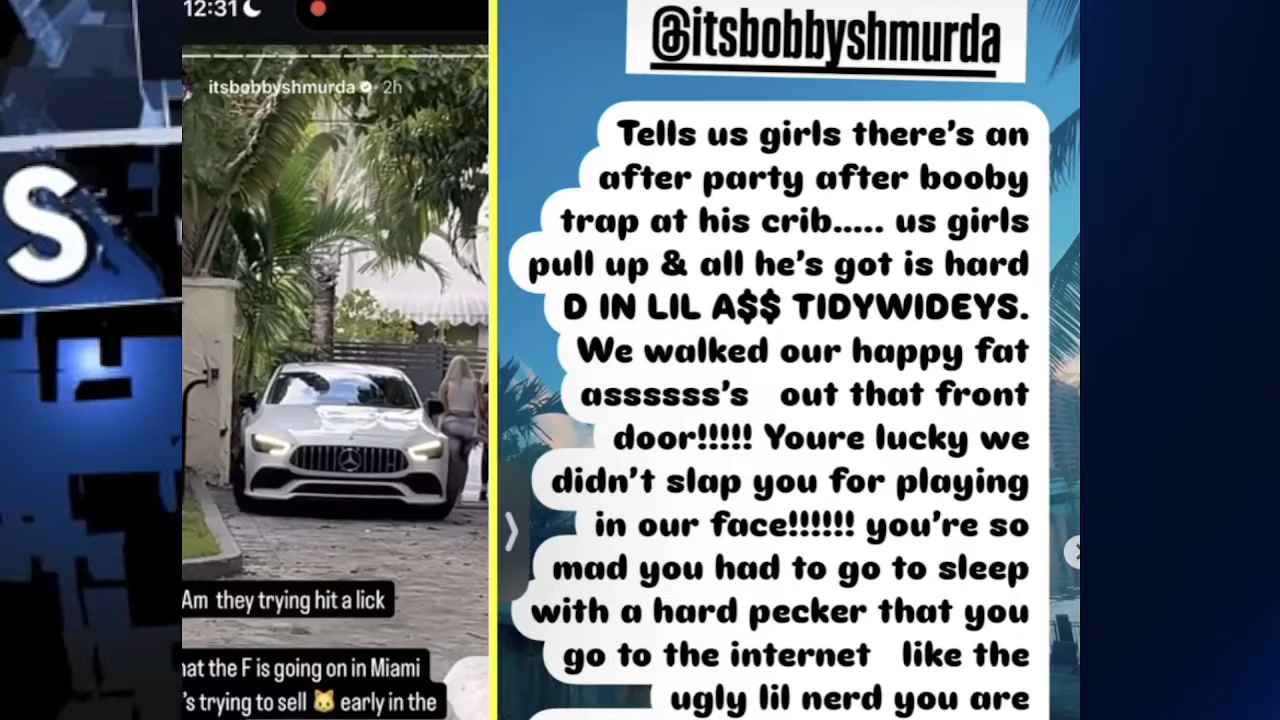 S
12:31
itsbobbyshmurda 2h
Am they trying hit a lick
at the F is going on in Miami
's trying to sell 🐱 early in the
@itsbobbyshmurda
Tells us girls there's an
after party after booby
trap at his crib..... us girls
pull up & all he's got is hard
D IN LIL A$$ TIDYWIDEYS.
We walked our happy fat
assssss's out that front
door!!!!! Youre lucky we
didn't slap you for playing
in our face!!!!!! you're so
mad you had to go to sleep
with a hard pecker that you
go to the internet like the
ugly lil nerd you are